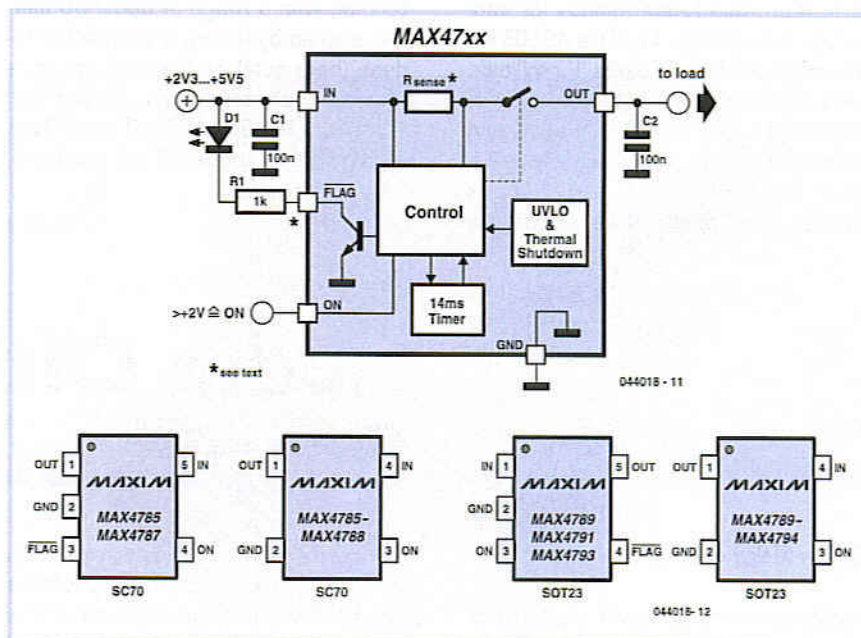 MAX47xx
+2V3...+5V5
IN
Rsense*
OUT
to load
D1
C1
100n
C2
100n
R1
1k
*
FLAG
Control
UVLO
&
Thermal
Shutdown
>+2V ≙ ON
ON
14ms
Timer
GND
*see text
044018 - 11
OUT 1
5 IN
GND 2
FLAG 3
4 ON
MAXIM
MAX4785
MAX4787
SC70
OUT 1
4 IN
GND 2
3 ON
MAXIM
MAX4785–
MAX4788
SC70
IN 1
5 OUT
GND 2
ON 3
4 FLAG
MAXIM
MAX4789
MAX4791
MAX4793
SOT23
OUT 1
4 IN
GND 2
3 ON
MAXIM
MAX4789–
MAX4794
SOT23
044018 - 12